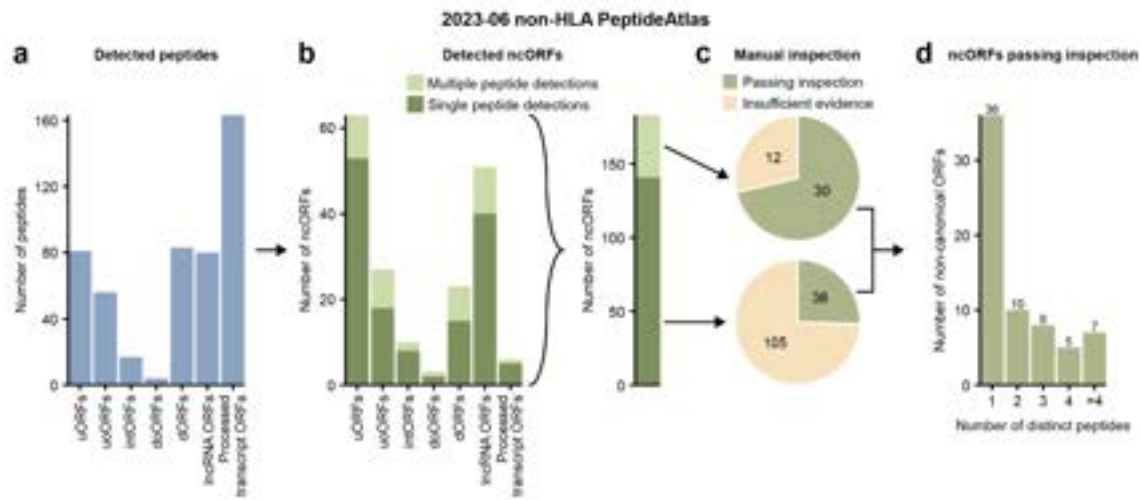 2023-06 non-HLA PeptideAtlas
a Detected peptides
Number of peptides
160
120
80
40
0
uORFs
uoORFs
intORFs
doORFs
dORFs
lncRNA ORFs
Processed
transcript ORFs
b Detected ncORFs
Multiple peptide detections
Single peptide detections
Number of ncORFs
60
40
20
0
uORFs
uoORFs
intORFs
doORFs
dORFs
lncRNA ORFs
Processed
transcript ORFs
Number of ncORFs
150
100
50
0
c Manual inspection
Passing inspection
Insufficient evidence
12
30
36
105
d ncORFs passing inspection
Number of non-canonical ORFs
30
20
10
0
36
10
8
5
7
1 2 3 4 >4
Number of distinct peptides